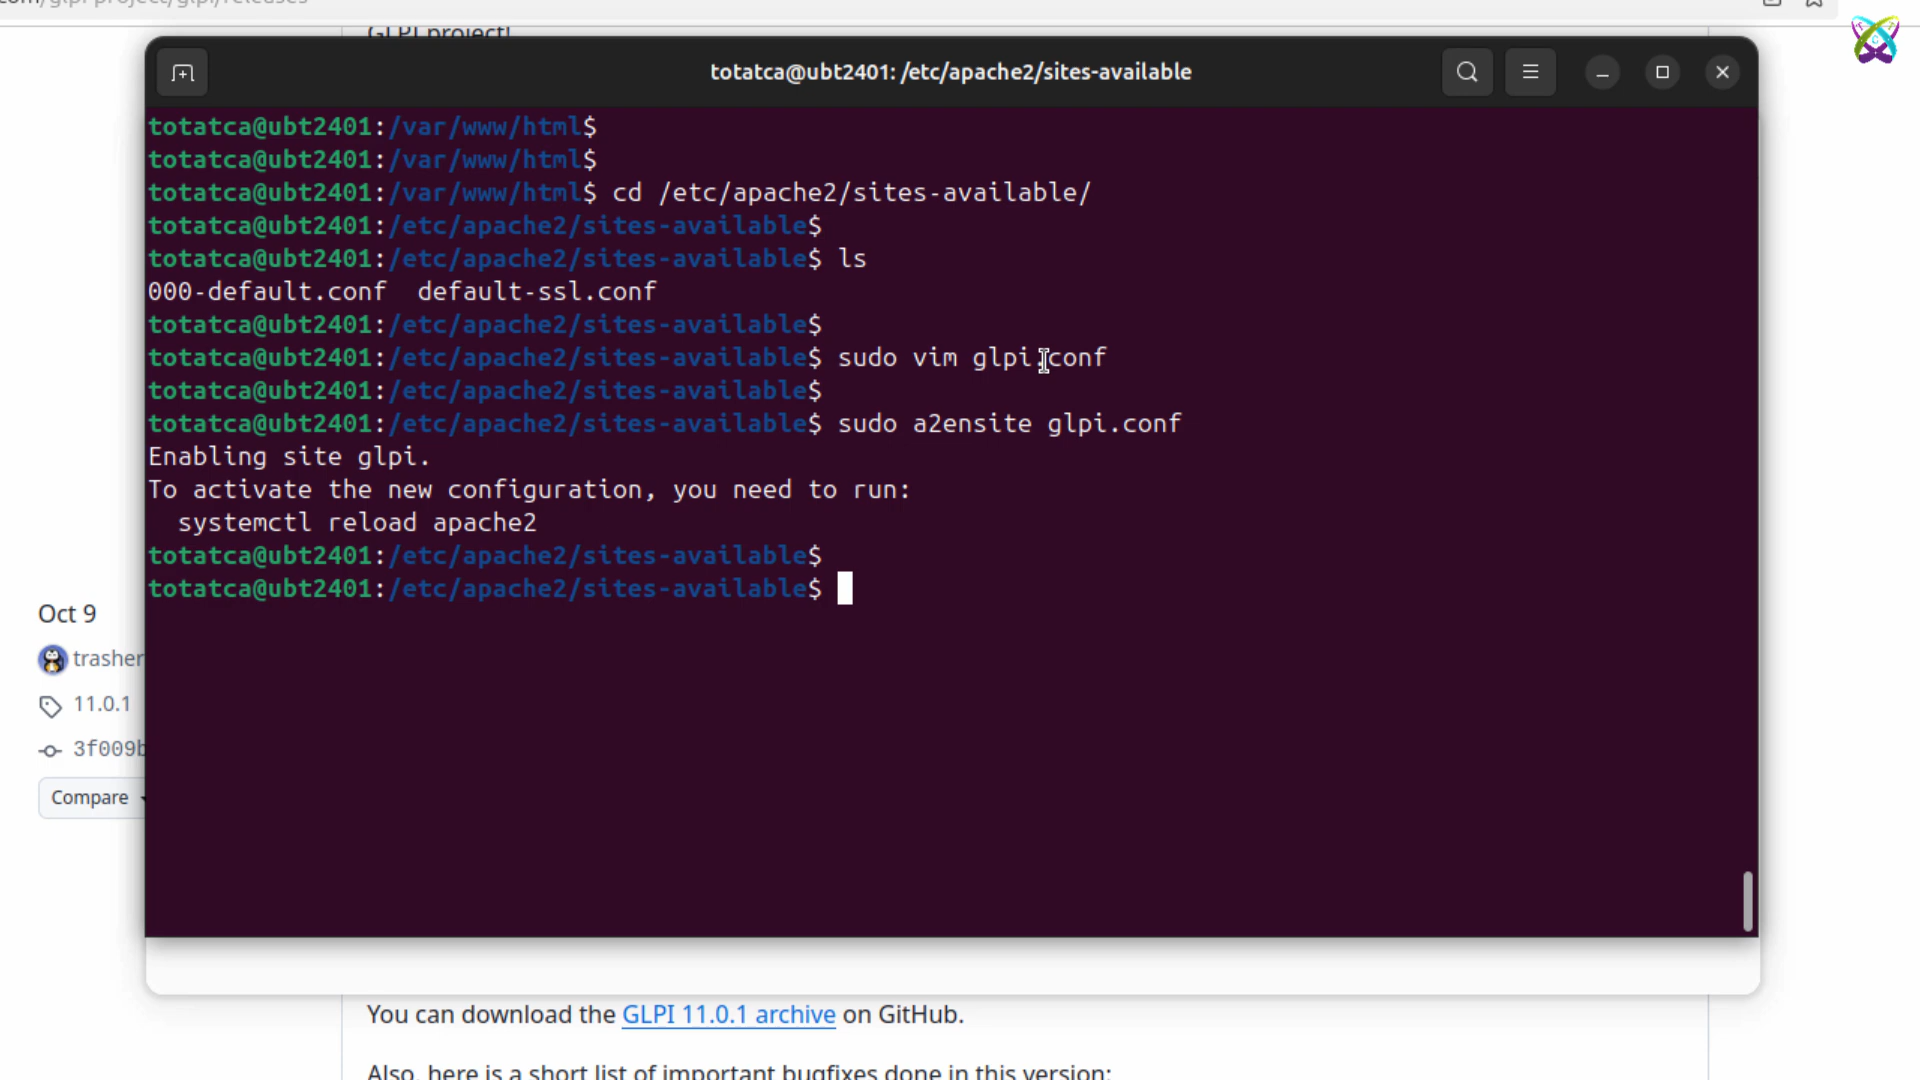 GLPI project!
totatca@ubt2401: /etc/apache2/sites-available
totatca@ubt2401:/var/www/html$
totatca@ubt2401:/var/www/html$
totatca@ubt2401:/var/www/html$ cd /etc/apache2/sites-available/
totatca@ubt2401:/etc/apache2/sites-available$
totatca@ubt2401:/etc/apache2/sites-available$ ls
000-default.conf  default-ssl.conf
totatca@ubt2401:/etc/apache2/sites-available$
totatca@ubt2401:/etc/apache2/sites-available$ sudo vim glpi.conf
totatca@ubt2401:/etc/apache2/sites-available$
totatca@ubt2401:/etc/apache2/sites-available$ sudo a2ensite glpi.conf
Enabling site glpi.
To activate the new configuration, you need to run:
  systemctl reload apache2
totatca@ubt2401:/etc/apache2/sites-available$
totatca@ubt2401:/etc/apache2/sites-available$
Oct 9
trasher
11.0.1
3f009b
Compare
You can download the GLPI 11.0.1 archive on GitHub.
Also, here is a short list of important bugfixes done in this version: